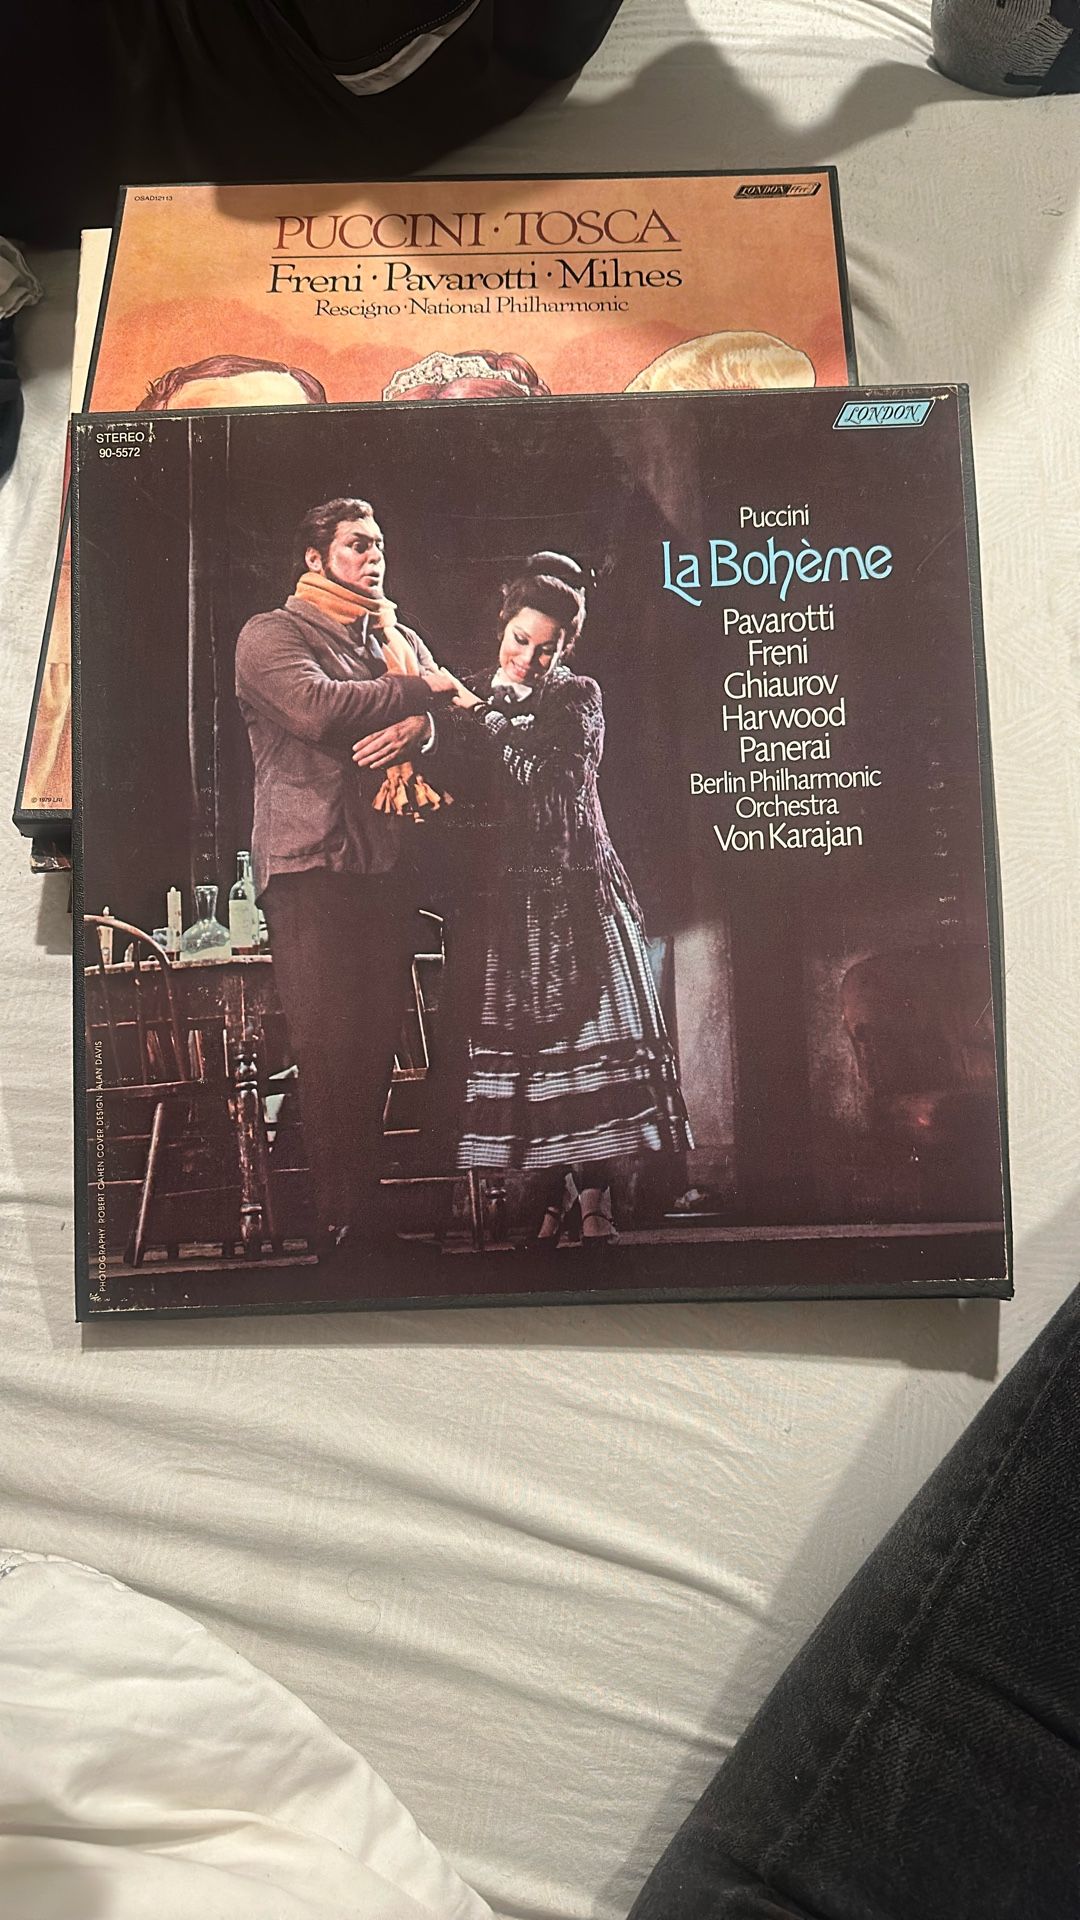 OSAD12113
LONDON ffrr
PUCCINI · TOSCA
Freni · Pavarotti · Milnes
Rescigno · National Philharmonic
© 1979 LRI
STEREO
90-5572
LONDON
Puccini
La Bohème
Pavarotti
Freni
Ghiaurov
Harwood
Panerai
Berlin Philharmonic
Orchestra
Von Karajan
PHOTOGRAPHY: ROBERT CAHEN COVER DESIGN: ALAN DAVIS